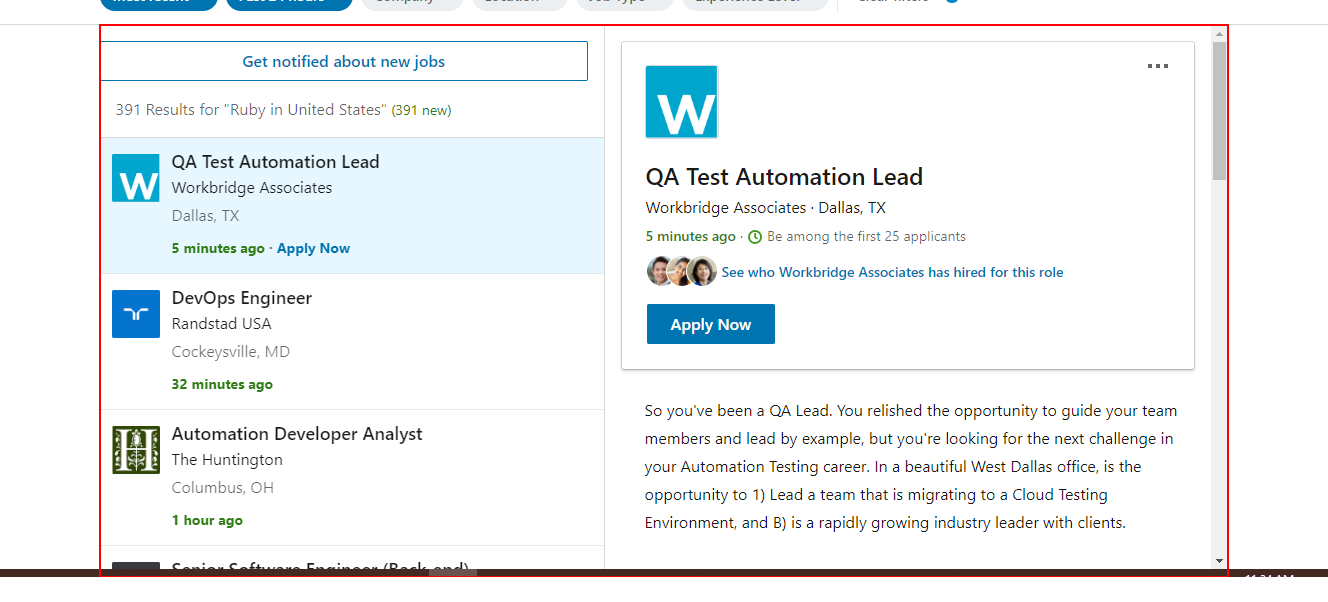 Get notified about new jobs
391 Results for "Ruby in United States" (391 new)
W
QA Test Automation Lead
Workbridge Associates
Dallas, TX
5 minutes ago · Apply Now
DevOps Engineer
Randstad USA
Cockeysville, MD
32 minutes ago
H
Automation Developer Analyst
The Huntington
Columbus, OH
1 hour ago
Senior Software Engineer (Back-end)
W
QA Test Automation Lead
Workbridge Associates · Dallas, TX
5 minutes ago · Be among the first 25 applicants
See who Workbridge Associates has hired for this role
Apply Now
So you've been a QA Lead. You relished the opportunity to guide your team
members and lead by example, but you're looking for the next challenge in
your Automation Testing career. In a beautiful West Dallas office, is the
opportunity to 1) Lead a team that is migrating to a Cloud Testing
Environment, and B) is a rapidly growing industry leader with clients.